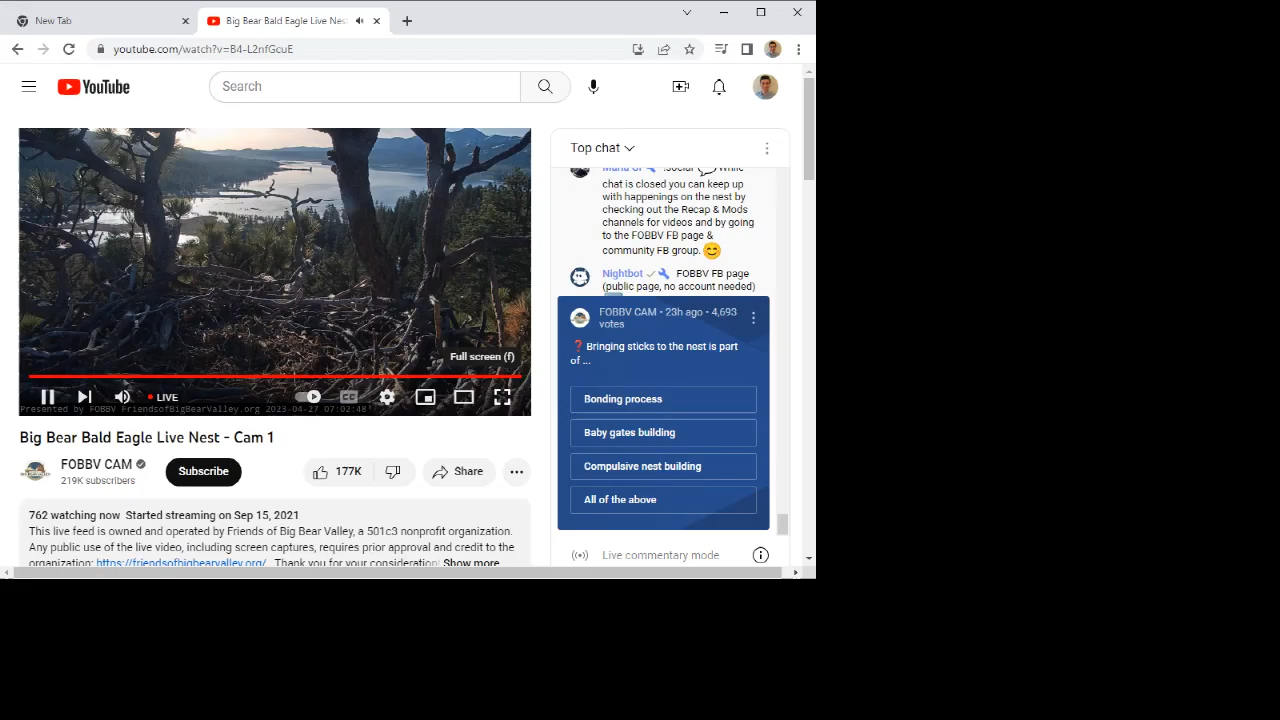 New Tab
Big Bear Bald Eagle Live Nest
youtube.com/watch?v=B4-L2nfGcuE
YouTube
Search
Top chat
Maria Gr :Social While
chat is closed you can keep up
with happenings on the nest by
checking out the Recap & Mods
channels for videos and by going
to the FOBBV FB page &
community FB group.
Nightbot FOBBV FB page
(public page, no account needed)
FOBBV CAM • 23h ago • 4,693
votes
❓Bringing sticks to the nest is part
of ...
Bonding process
Baby gates building
Compulsive nest building
All of the above
Live commentary mode
Full screen (f)
LIVE
Presented by FOBBV FriendsofBigBearValley.org 2023-04-27 07:02:48
Big Bear Bald Eagle Live Nest - Cam 1
FOBBV CAM
219K subscribers
Subscribe
177K
Share
762 watching now Started streaming on Sep 15, 2021
This live feed is owned and operated by Friends of Big Bear Valley, a 501c3 nonprofit organization.
Any public use of the live video, including screen captures, requires prior approval and credit to the
organization: https://friendsofbigbearvalley.org/ Thank you for your consideration! Show more